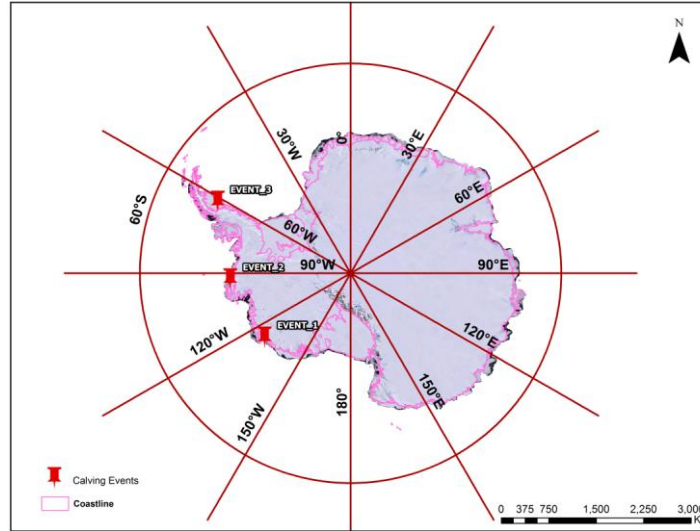 N
0°
30°W
30°E
60°S
60°W
60°E
EVENT_3
90°W
90°E
EVENT_2
120°W
120°E
EVENT_1
150°W
150°E
180°
Calving Events
Coastline
0 375 750 1,500 2,250 3,000